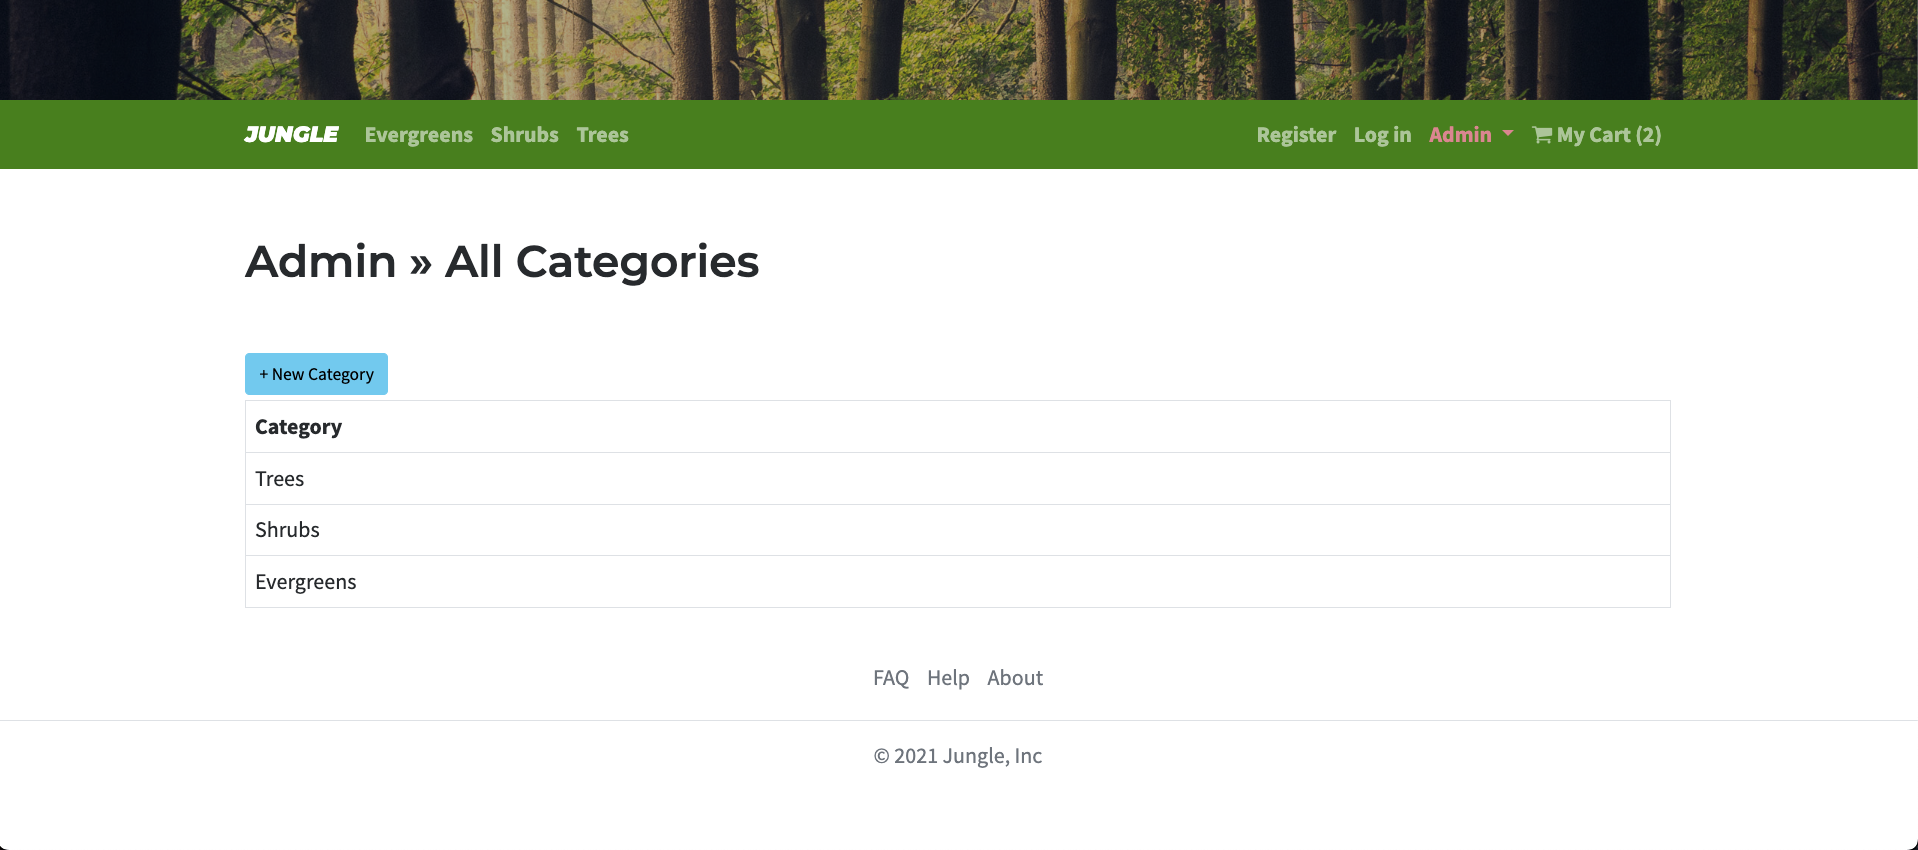 JUNGLE Evergreens Shrubs Trees Register Log in Admin My Cart (2)
Admin » All Categories
+ New Category
Category
Trees
Shrubs
Evergreens
FAQ Help About
© 2021 Jungle, Inc